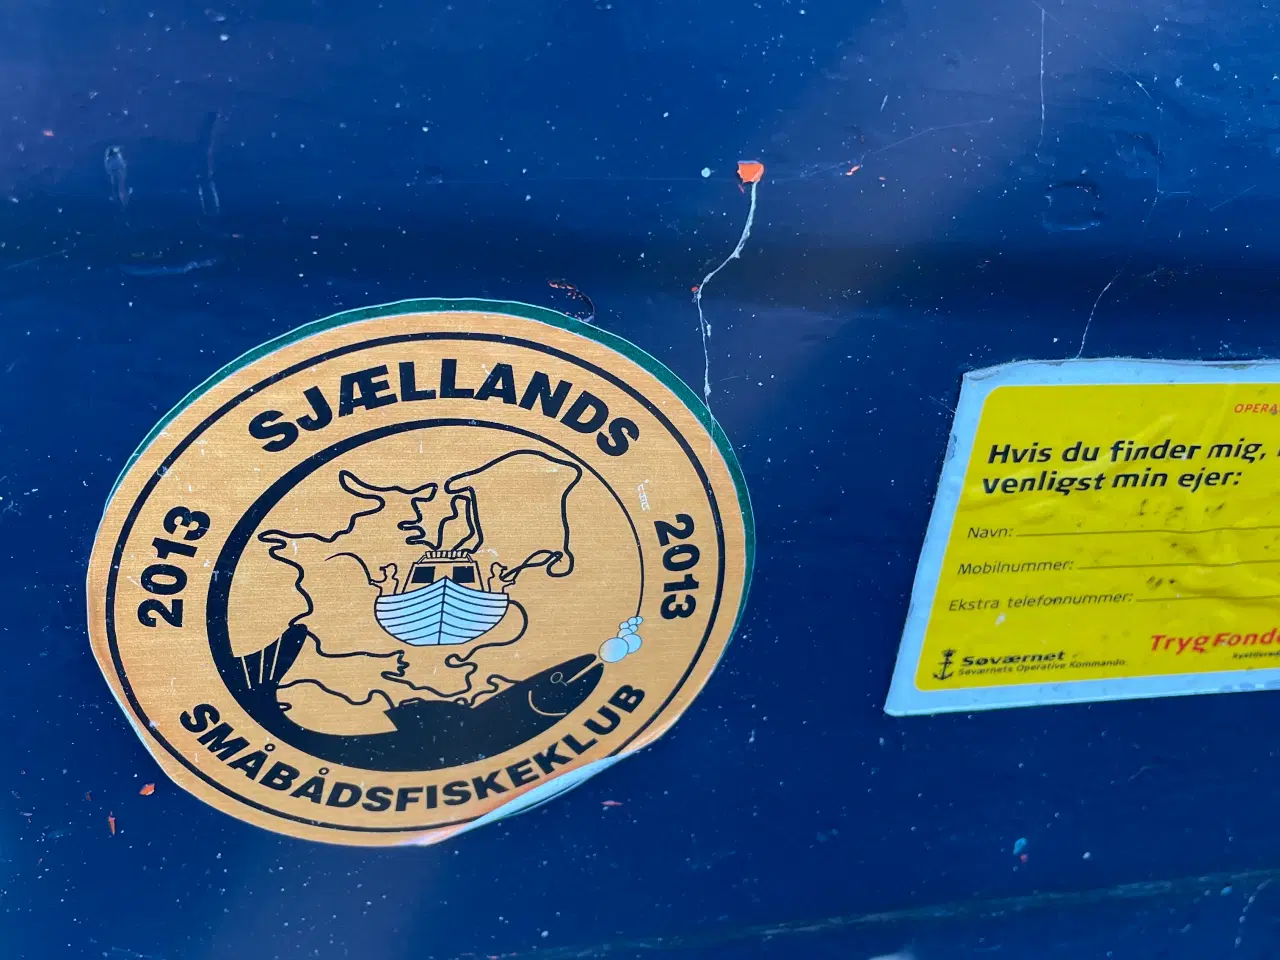 SJÆLLANDS
2013
2013
SMÅBÅDSFISKEKLUB
Hvis du finder mig,
venligst min ejer:
Navn:
Mobilnummer:
Ekstra telefonnummer:
Søværnet
Søværnets Operative Kommando